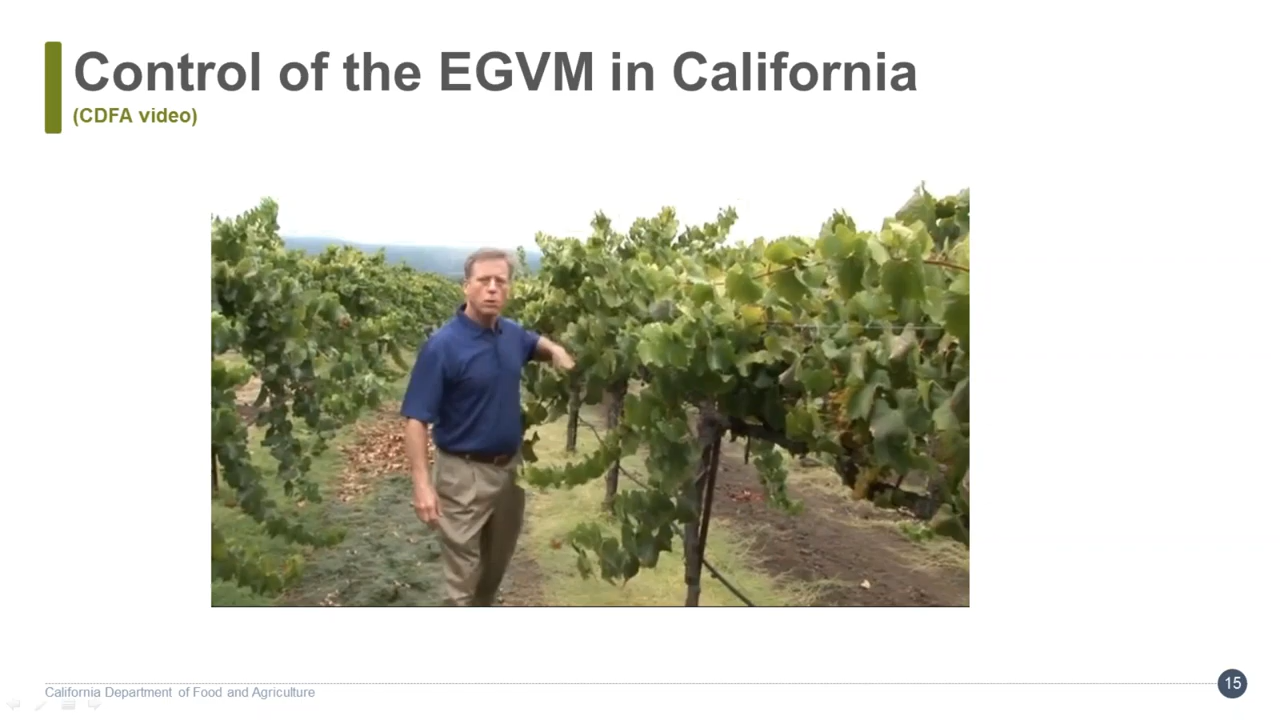 Control of the EGVM in California
(CDFA video)
California Department of Food and Agriculture
15